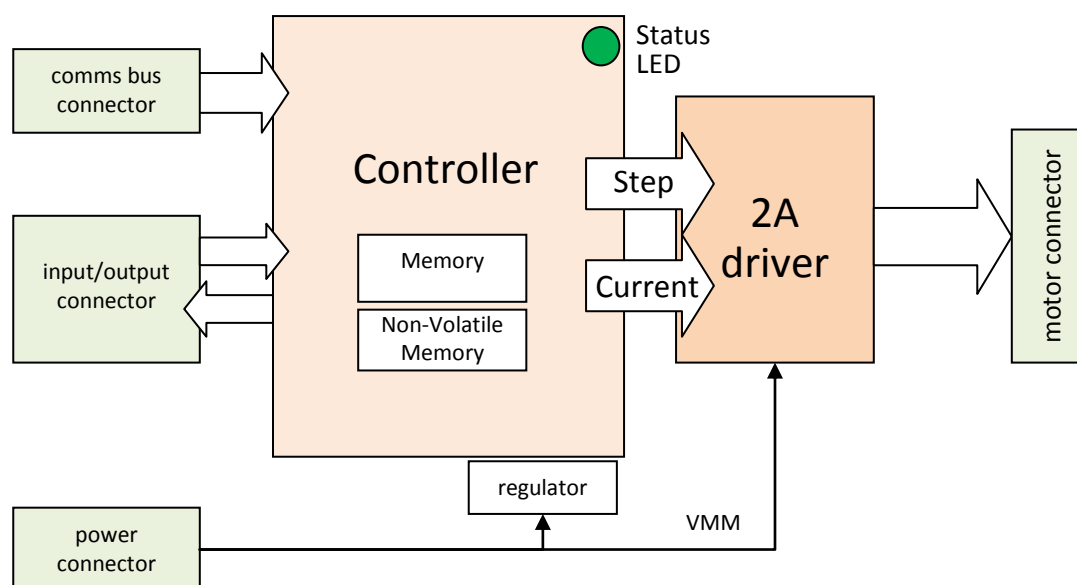 Status
LED
comms bus
connector
Controller
Step
2A
driver
motor connector
input/output
connector
Memory
Current
Non-Volatile
Memory
regulator
VMM
power
connector